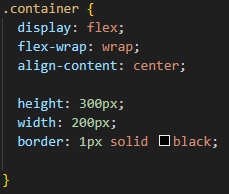 .container {
display: flex;
flex-wrap: wrap;
align-content: center;
height: 300px;
width: 200px;
border: 1px solid black;
}